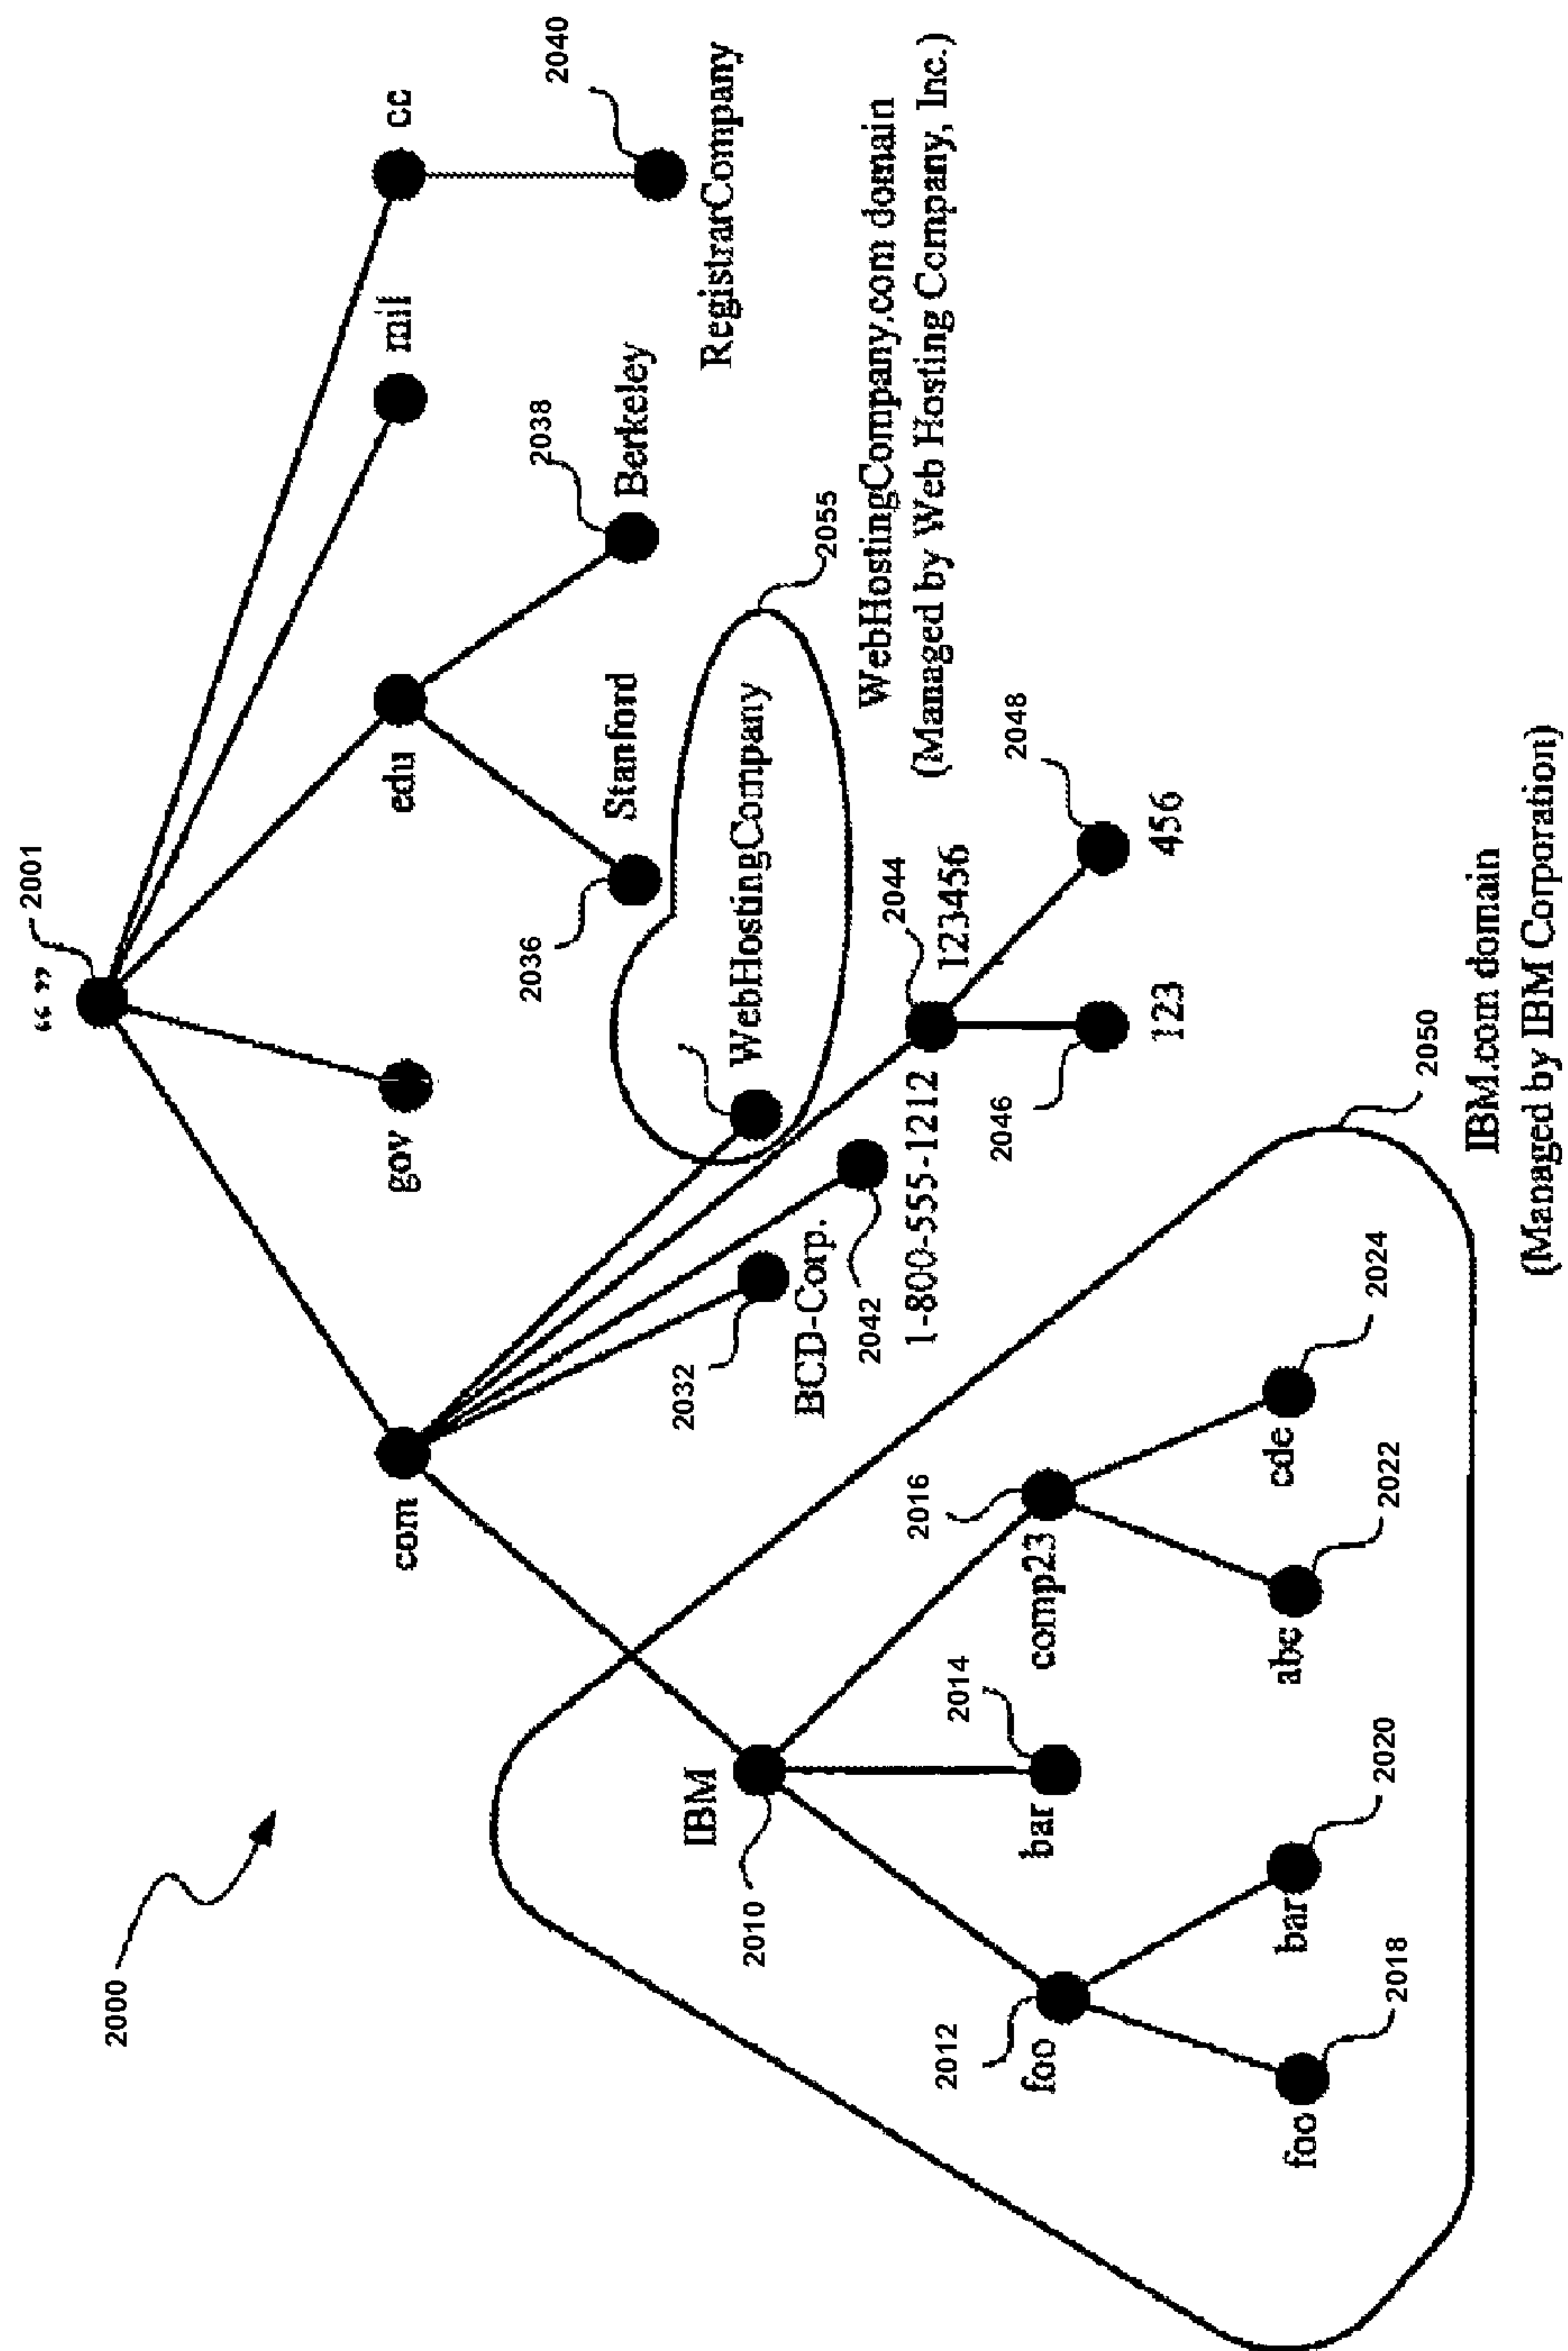 2000
“ ”
2001
com
gov
edu
mil
cc
2036
Stanford
2038
Berkeley
2040
RegistrarCompany
IBM
2010
2032
BCD-Corp.
WebHostingCompany
2055
2042
1-800-555-1212
2044
123456
WebHostingCompany.com domain
(Managed by Web Hosting Company, Inc.)
2012
foo
bar
2014
comp23
2016
2046
123
456
2048
foo
2018
bar
2020
abc
2022
cde
2024
2050
IBM.com domain
(Managed by IBM Corporation)